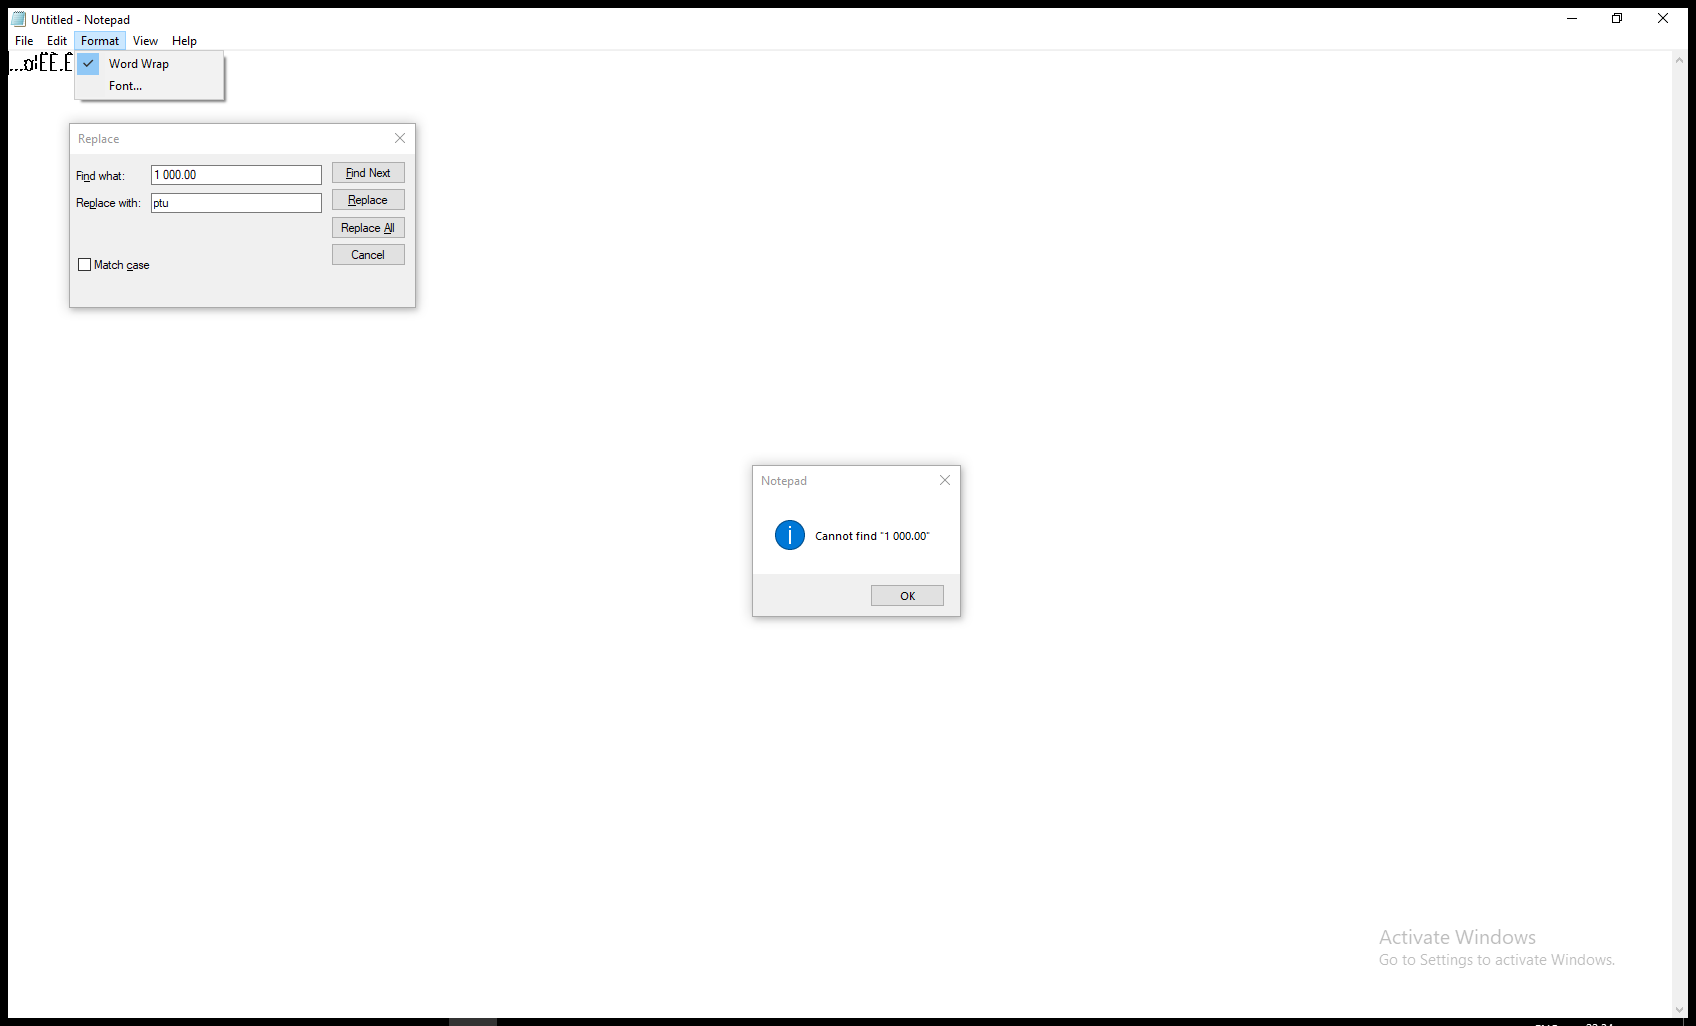 Untitled - Notepad
File Edit Format View Help
Word Wrap
Font...
Replace
Find what: 1 000.00 Find Next
Replace with: ptu Replace
Replace All
Cancel
Match case
Notepad
Cannot find "1 000.00"
OK
Activate Windows
Go to Settings to activate Windows.